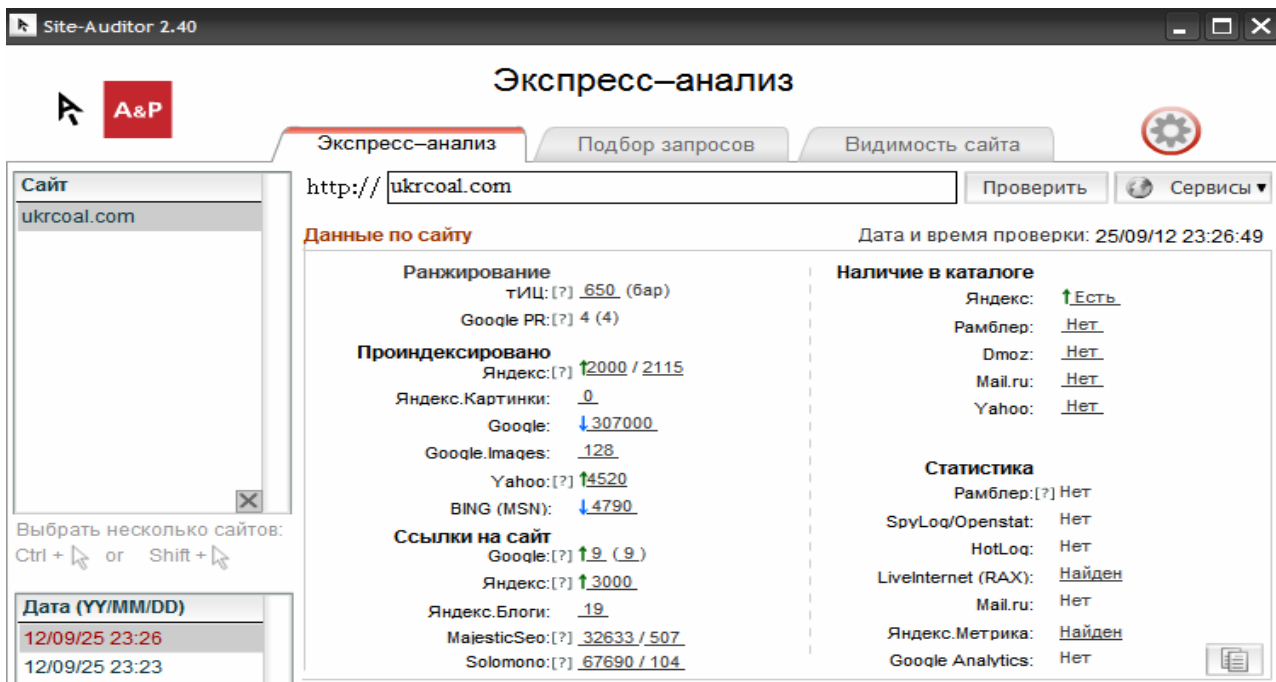 Site-Auditor 2.40
Экспресс–анализ
A&P
Экспресс–анализ
Подбор запросов
Видимость сайта
Сайт
ukrcoal.com
http:// ukrcoal.com
Проверить
Сервисы
Данные по сайту
Дата и время проверки: 25/09/12 23:26:49
Ранжирование
тИЦ:[?] 650 (бар)
Google PR:[?] 4 (4)
Проиндексировано
Яндекс:[?] ↑2000 / 2115
Яндекс.Картинки: 0
Google: ↓307000
Google.Images: 128
Yahoo:[?] ↑4520
BING (MSN): ↓4790
Ссылки на сайт
Google:[?] ↑9 (9)
Яндекс:[?] ↑3000
Яндекс.Блоги: 19
MajesticSeo:[?] 32633 / 507
Solomono:[?] 67690 / 104
Наличие в каталоге
Яндекс: ↑Есть
Рамблер: Нет
Dmoz: Нет
Mail.ru: Нет
Yahoo: Нет
Статистика
Рамблер:[?] Нет
SpyLog/Openstat: Нет
HotLog: Нет
LiveInternet (RAX): Найден
Mail.ru: Нет
Яндекс.Метрика: Найден
Google Analytics: Нет
Выбрать несколько сайтов:
Ctrl + or Shift +
Дата (YY/MM/DD)
12/09/25 23:26
12/09/25 23:23